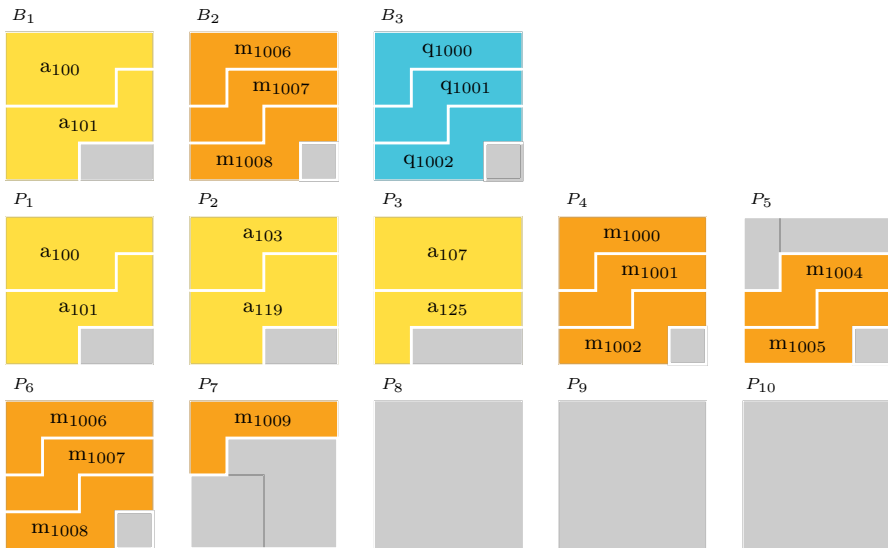 B₁ B₂ B₃
a₁₀₀ m₁₀₀₆ q₁₀₀₀
m₁₀₀₇ q₁₀₀₁
a₁₀₁
m₁₀₀₈ q₁₀₀₂
P₁ P₂ P₃ P₄ P₅
a₁₀₀ a₁₀₃ a₁₀₇ m₁₀₀₀
m₁₀₀₁ m₁₀₀₄
a₁₀₁ a₁₁₉ a₁₂₅
m₁₀₀₂ m₁₀₀₅
P₆ P₇ P₈ P₉ P₁₀
m₁₀₀₆ m₁₀₀₉
m₁₀₀₇
m₁₀₀₈